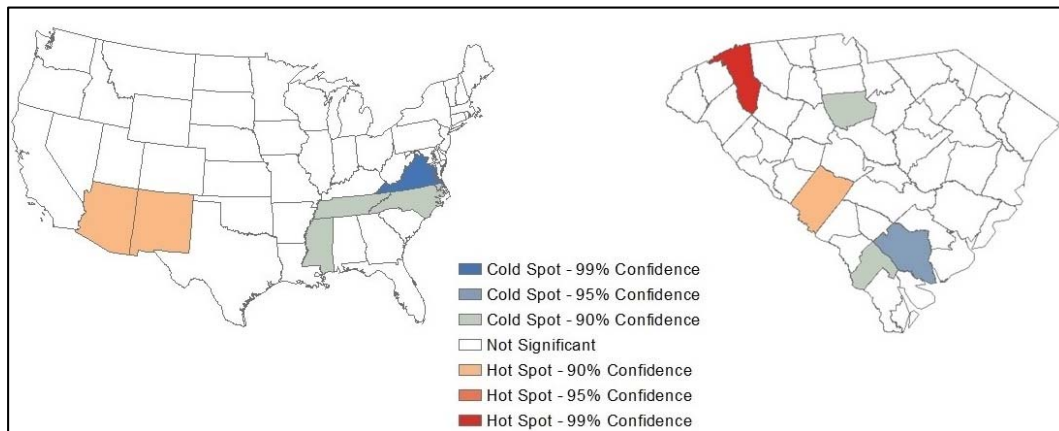 Cold Spot - 99% Confidence
Cold Spot - 95% Confidence
Cold Spot - 90% Confidence
Not Significant
Hot Spot - 90% Confidence
Hot Spot - 95% Confidence
Hot Spot - 99% Confidence